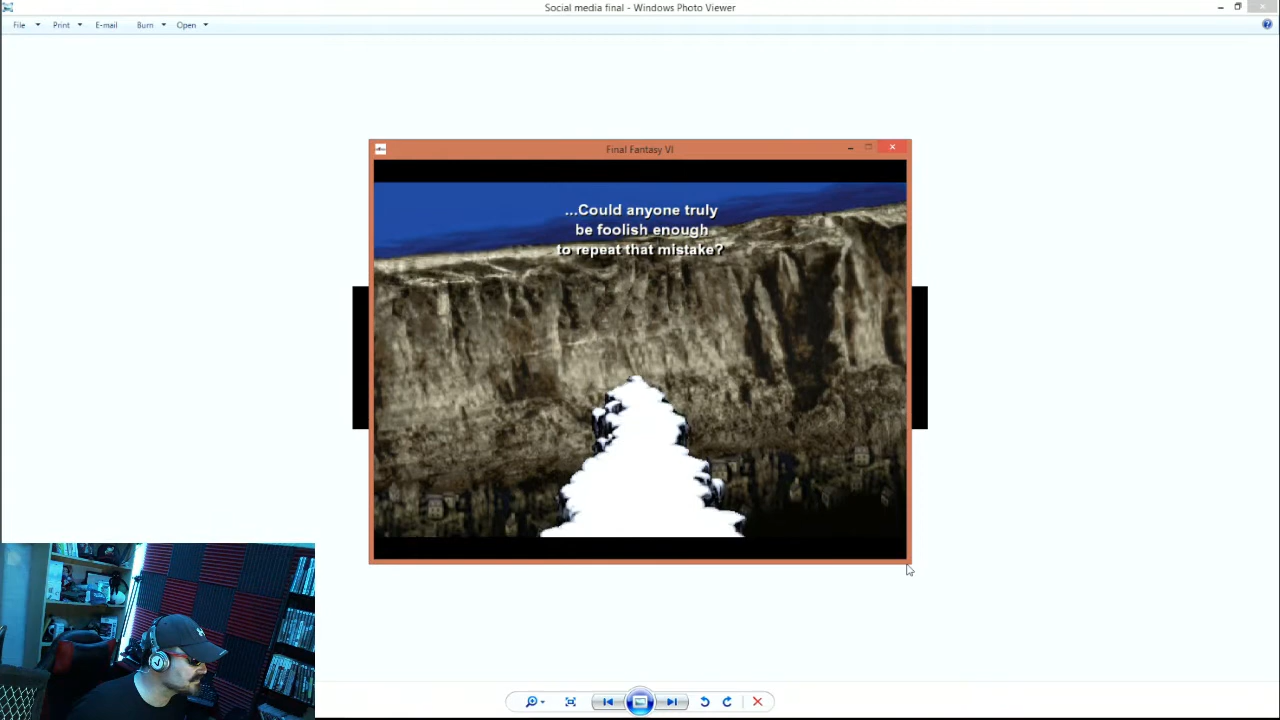 Social media final - Windows Photo Viewer
File Print E-mail Burn Open
Final Fantasy VI
...Could anyone truly
be foolish enough
to repeat that mistake?